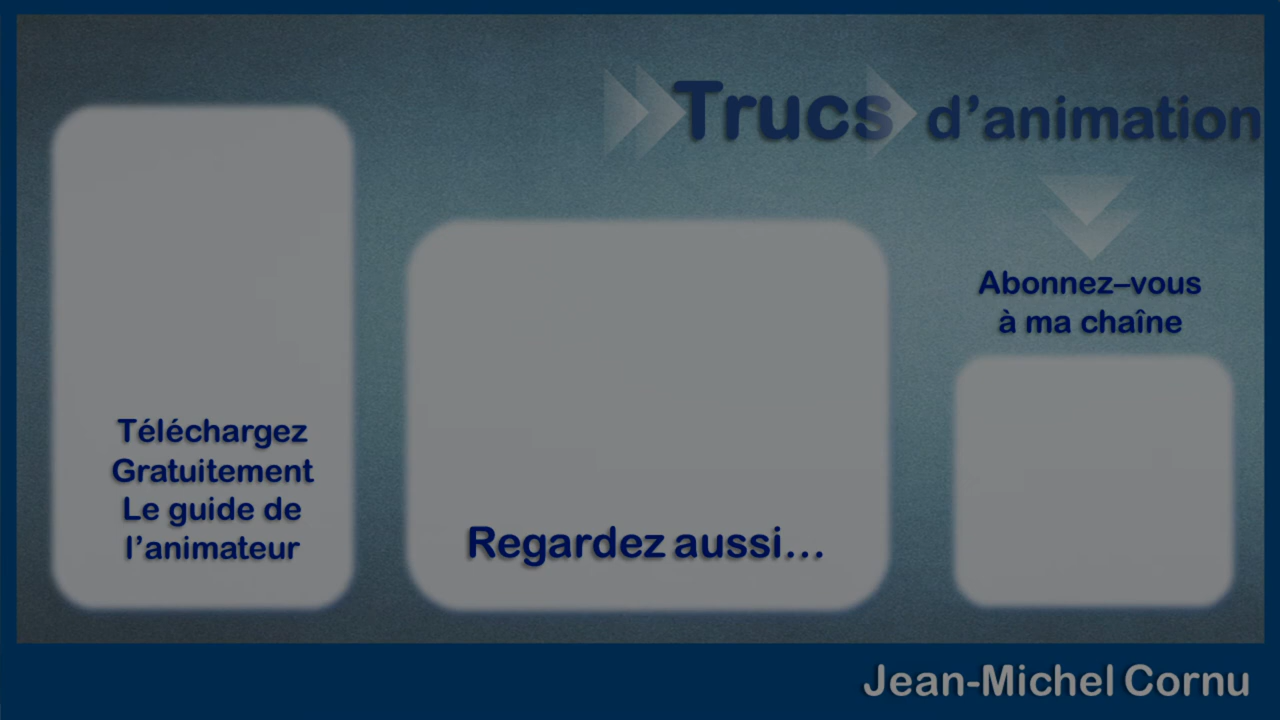 Trucs d’animation
Abonnez–vous
à ma chaîne
Téléchargez
Gratuitement
Le guide de
l’animateur
Regardez aussi…
Jean-Michel Cornu